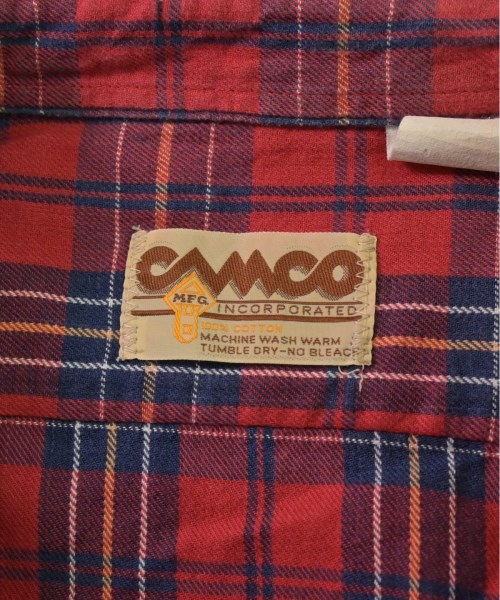 CAMCO
MFG.
INCORPORATED
100% COTTON
MACHINE WASH WARM
TUMBLE DRY-NO BLEACH